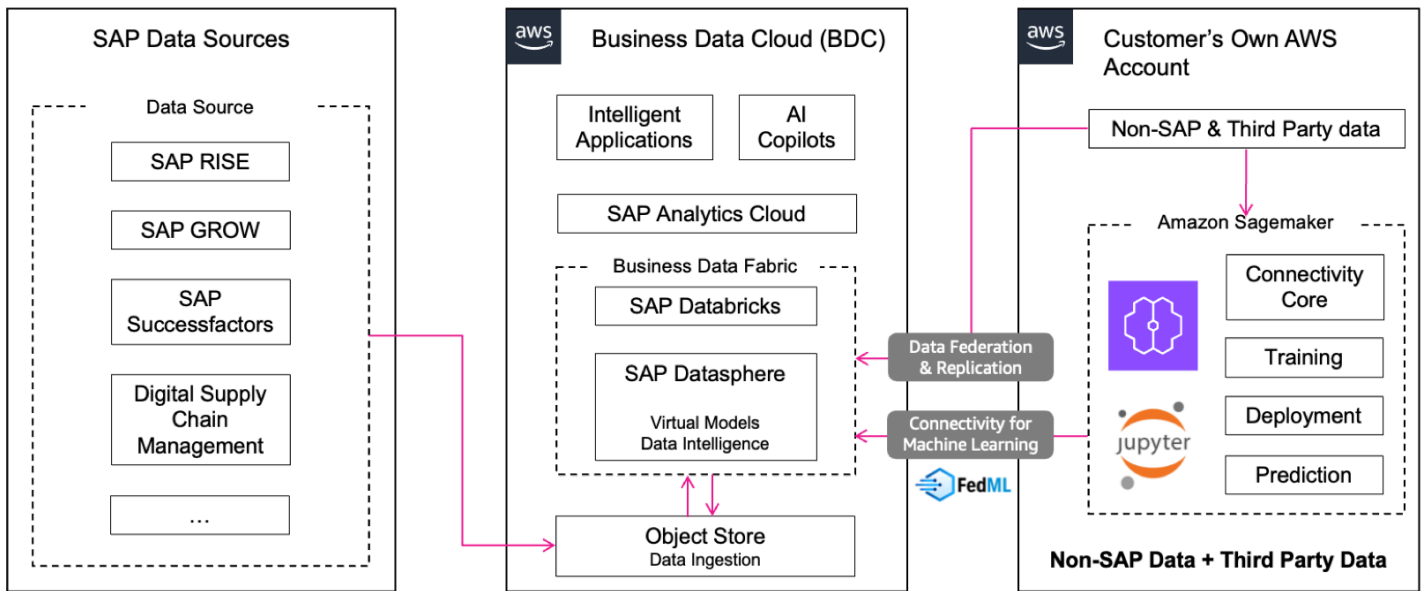 SAP Data Sources
Data Source
SAP RISE
SAP GROW
SAP
Successfactors
Digital Supply
Chain
Management
...
aws
Business Data Cloud (BDC)
Intelligent
Applications
AI
Copilots
SAP Analytics Cloud
Business Data Fabric
SAP Databricks
SAP Datasphere
Virtual Models
Data Intelligence
Object Store
Data Ingestion
Data Federation
& Replication
Connectivity for
Machine Learning
FedML
aws
Customer’s Own AWS
Account
Non-SAP & Third Party data
Amazon Sagemaker
Connectivity
Core
Training
jupyter
Deployment
Prediction
Non-SAP Data + Third Party Data